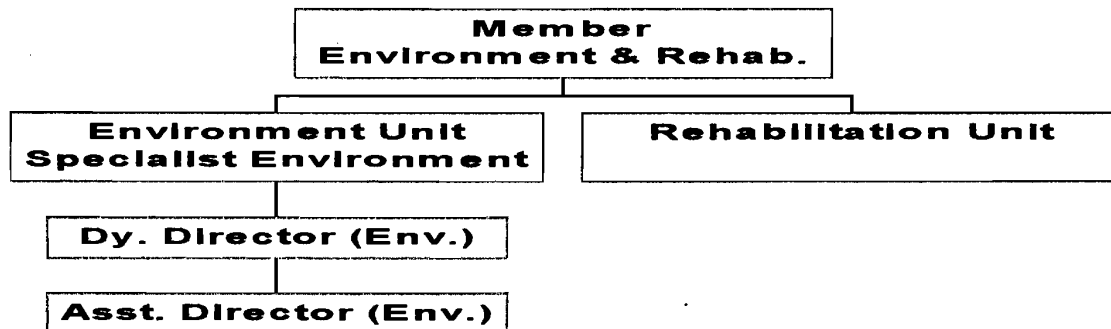 Member
Environment & Rehab.
Environment Unit
Specialist Environment
Rehabilitation Unit
Dy. Director (Env.)
Asst. Director (Env.)